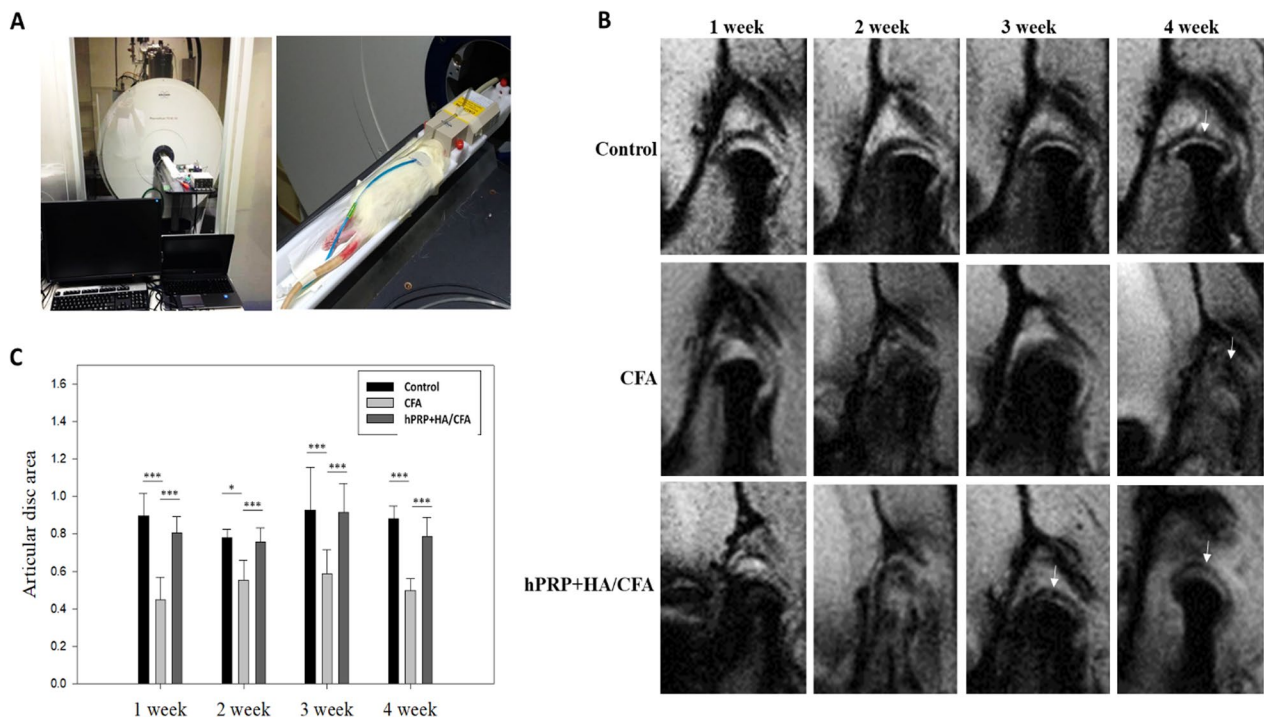 A
B
1 week 2 week 3 week 4 week
Control
CFA
hPRP+HA/CFA
C
Articular disc area
1.6
1.4
1.2
1.0
0.8
0.6
0.4
0.2
0.0
Control
CFA
hPRP+HA/CFA
*** *** * *** *** *** *** ***
1 week 2 week 3 week 4 week